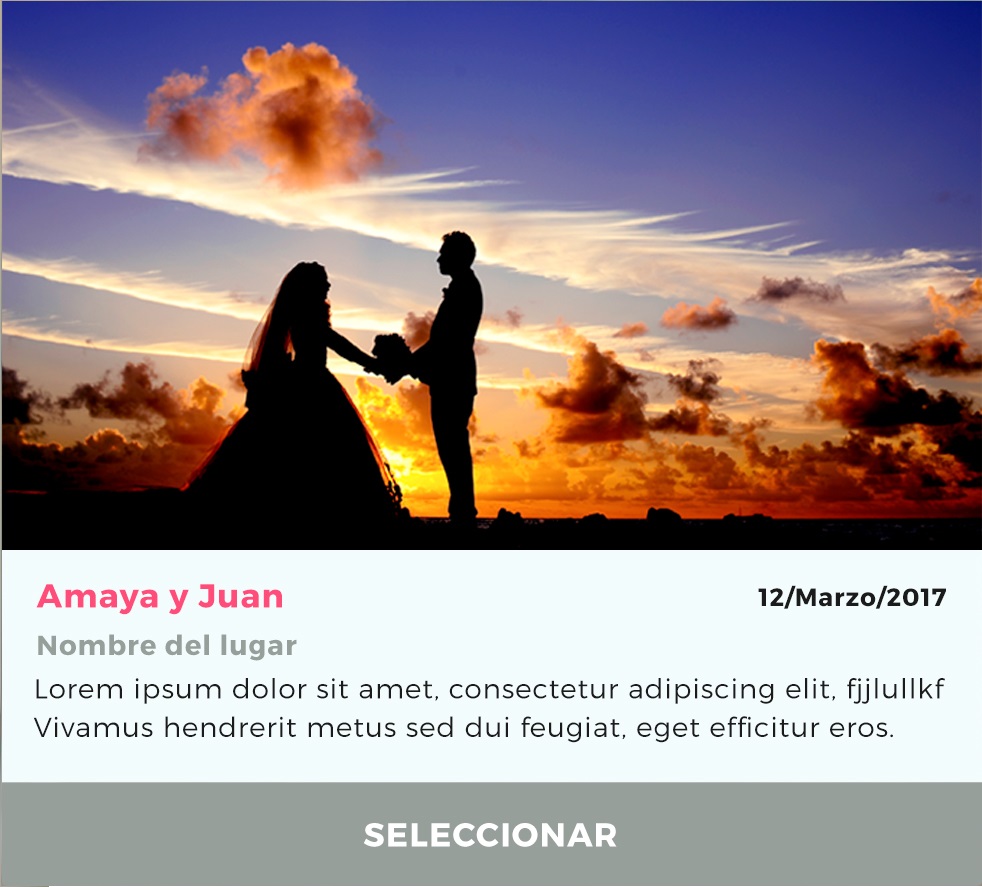 Amaya y Juan
12/Marzo/2017
Nombre del lugar
Lorem ipsum dolor sit amet, consectetur adipiscing elit, fjjlullkf
Vivamus hendrerit metus sed dui feugiat, eget efficitur eros.
SELECCIONAR